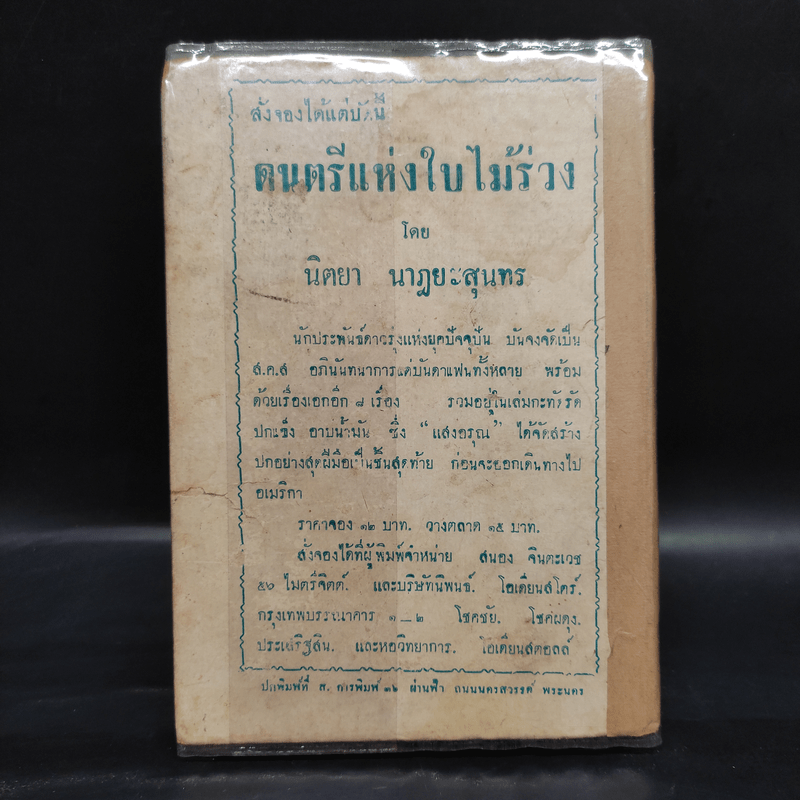 สั่งจองได้แต่บัดนี้
ดนตรีแห่งใบไม้ร่วง
โดย
นิตยา นาฏยะสุนทร
นักประพันธ์ดาวรุ่งแห่งยุคปัจจุบัน บันจงจัดเป็น
ส.ค.ส อภินันทนาการแด่บันดาแฟนทั้งหลาย พร้อม
ด้วยเรื่องเอกอีก ๘ เรื่อง รวมอยู่ในเล่มกะทัดรัด
ปกแข็ง อาบน้ำมัน ซึ่ง “แสงอรุณ” ได้จัดสร้าง
ปกอย่างสุดฝีมือเป็นชิ้นสุดท้าย ก่อนจะออกเดินทางไป
อเมริกา
ราคาจอง ๑๒ บาท. วางตลาด ๑๕ บาท.
สั่งจองได้ที่ผู้พิมพ์จำหน่าย สนอง จินตะเวช
๕๖ ไมตรีจิตต์. และบริษัทนิพนธ์. โอเดียนสโตร์.
กรุงเทพบรรณาคาร ๑—๒ โชคชัย. โชคผดุง.
ประเสริฐสิน. และหอวิทยาการ. โอเดียนสตอลล์
ปกพิมพ์ที่ ส. การพิมพ์ ๓๖ ผ่านฟ้า ถนนนครสวรรค์ พระนคร